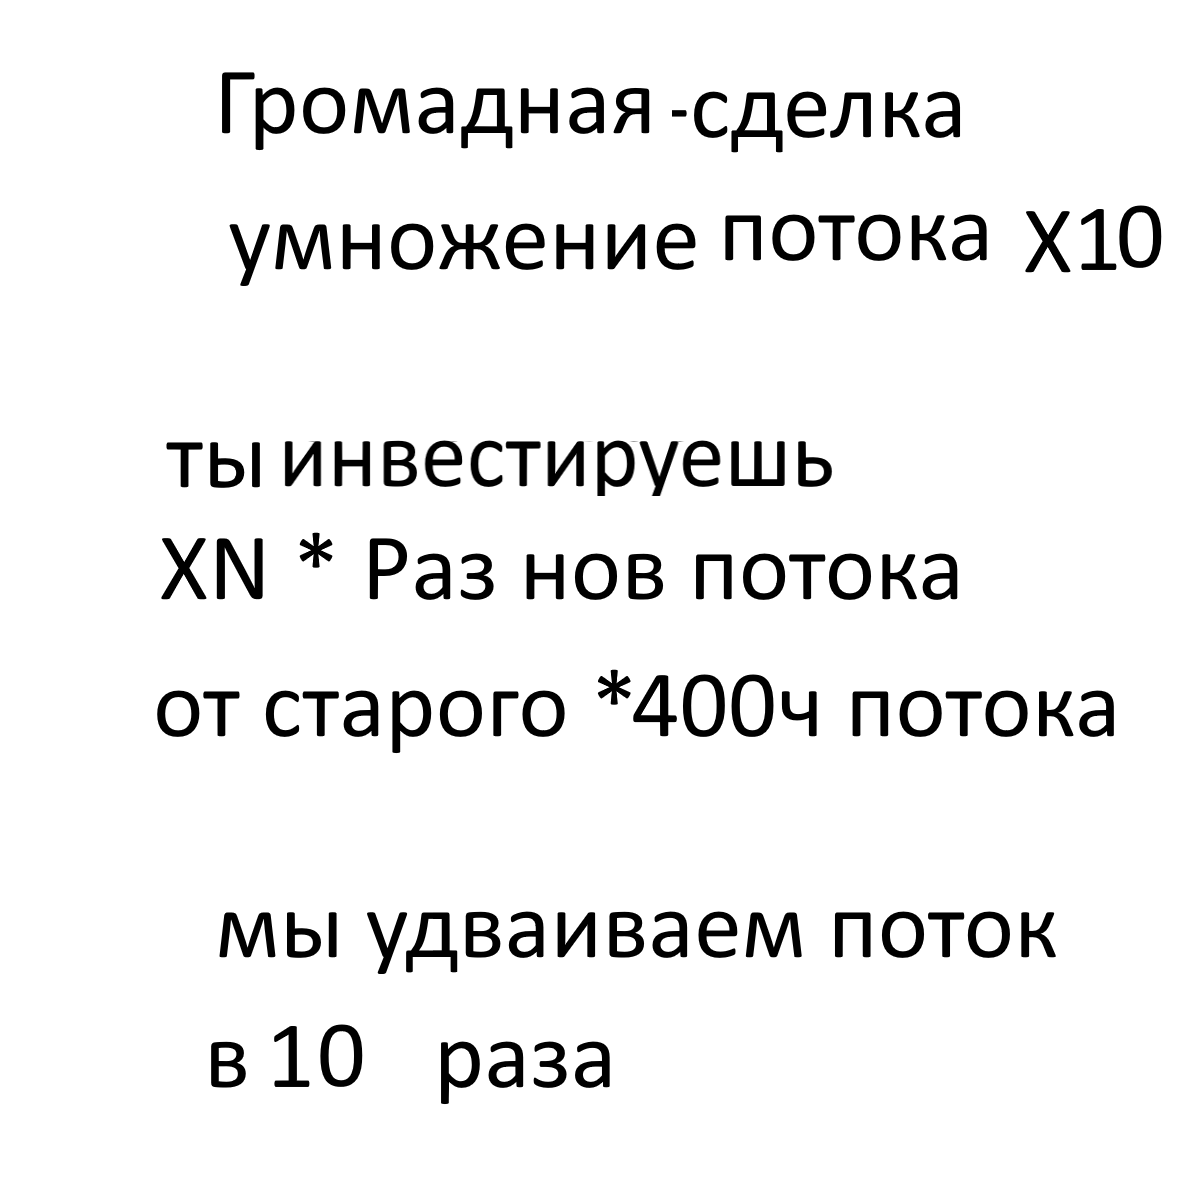 Громадная -сделка
умножение потока X10
ты инвестируешь
XN * Раз нов потока
от старого *400ч потока
мы удваиваем поток
в 10 раза